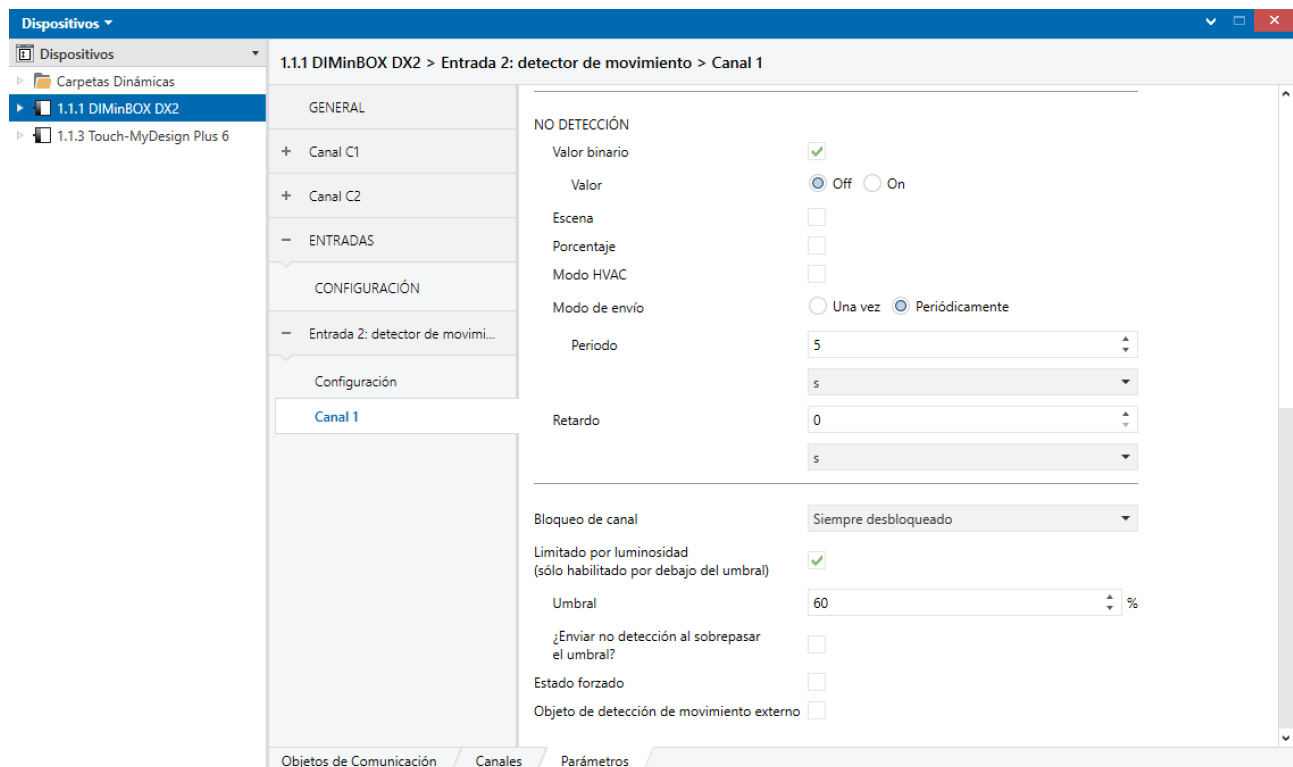 Dispositivos
Dispositivos
Carpetas Dinámicas
1.1.1 DIMinBOX DX2
1.1.3 Touch-MyDesign Plus 6
1.1.1 DIMinBOX DX2 > Entrada 2: detector de movimiento > Canal 1
GENERAL
+ Canal C1
+ Canal C2
− ENTRADAS
CONFIGURACIÓN
− Entrada 2: detector de movimi...
Configuración
Canal 1
NO DETECCIÓN
Valor binario
Valor Off On
Escena
Porcentaje
Modo HVAC
Modo de envío Una vez Periódicamente
Periodo 5
s
Retardo 0
s
Bloqueo de canal Siempre desbloqueado
Limitado por luminosidad
(sólo habilitado por debajo del umbral)
Umbral 60 %
¿Enviar no detección al sobrepasar
el umbral?
Estado forzado
Objeto de detección de movimiento externo
Objetos de Comunicación Canales Parámetros